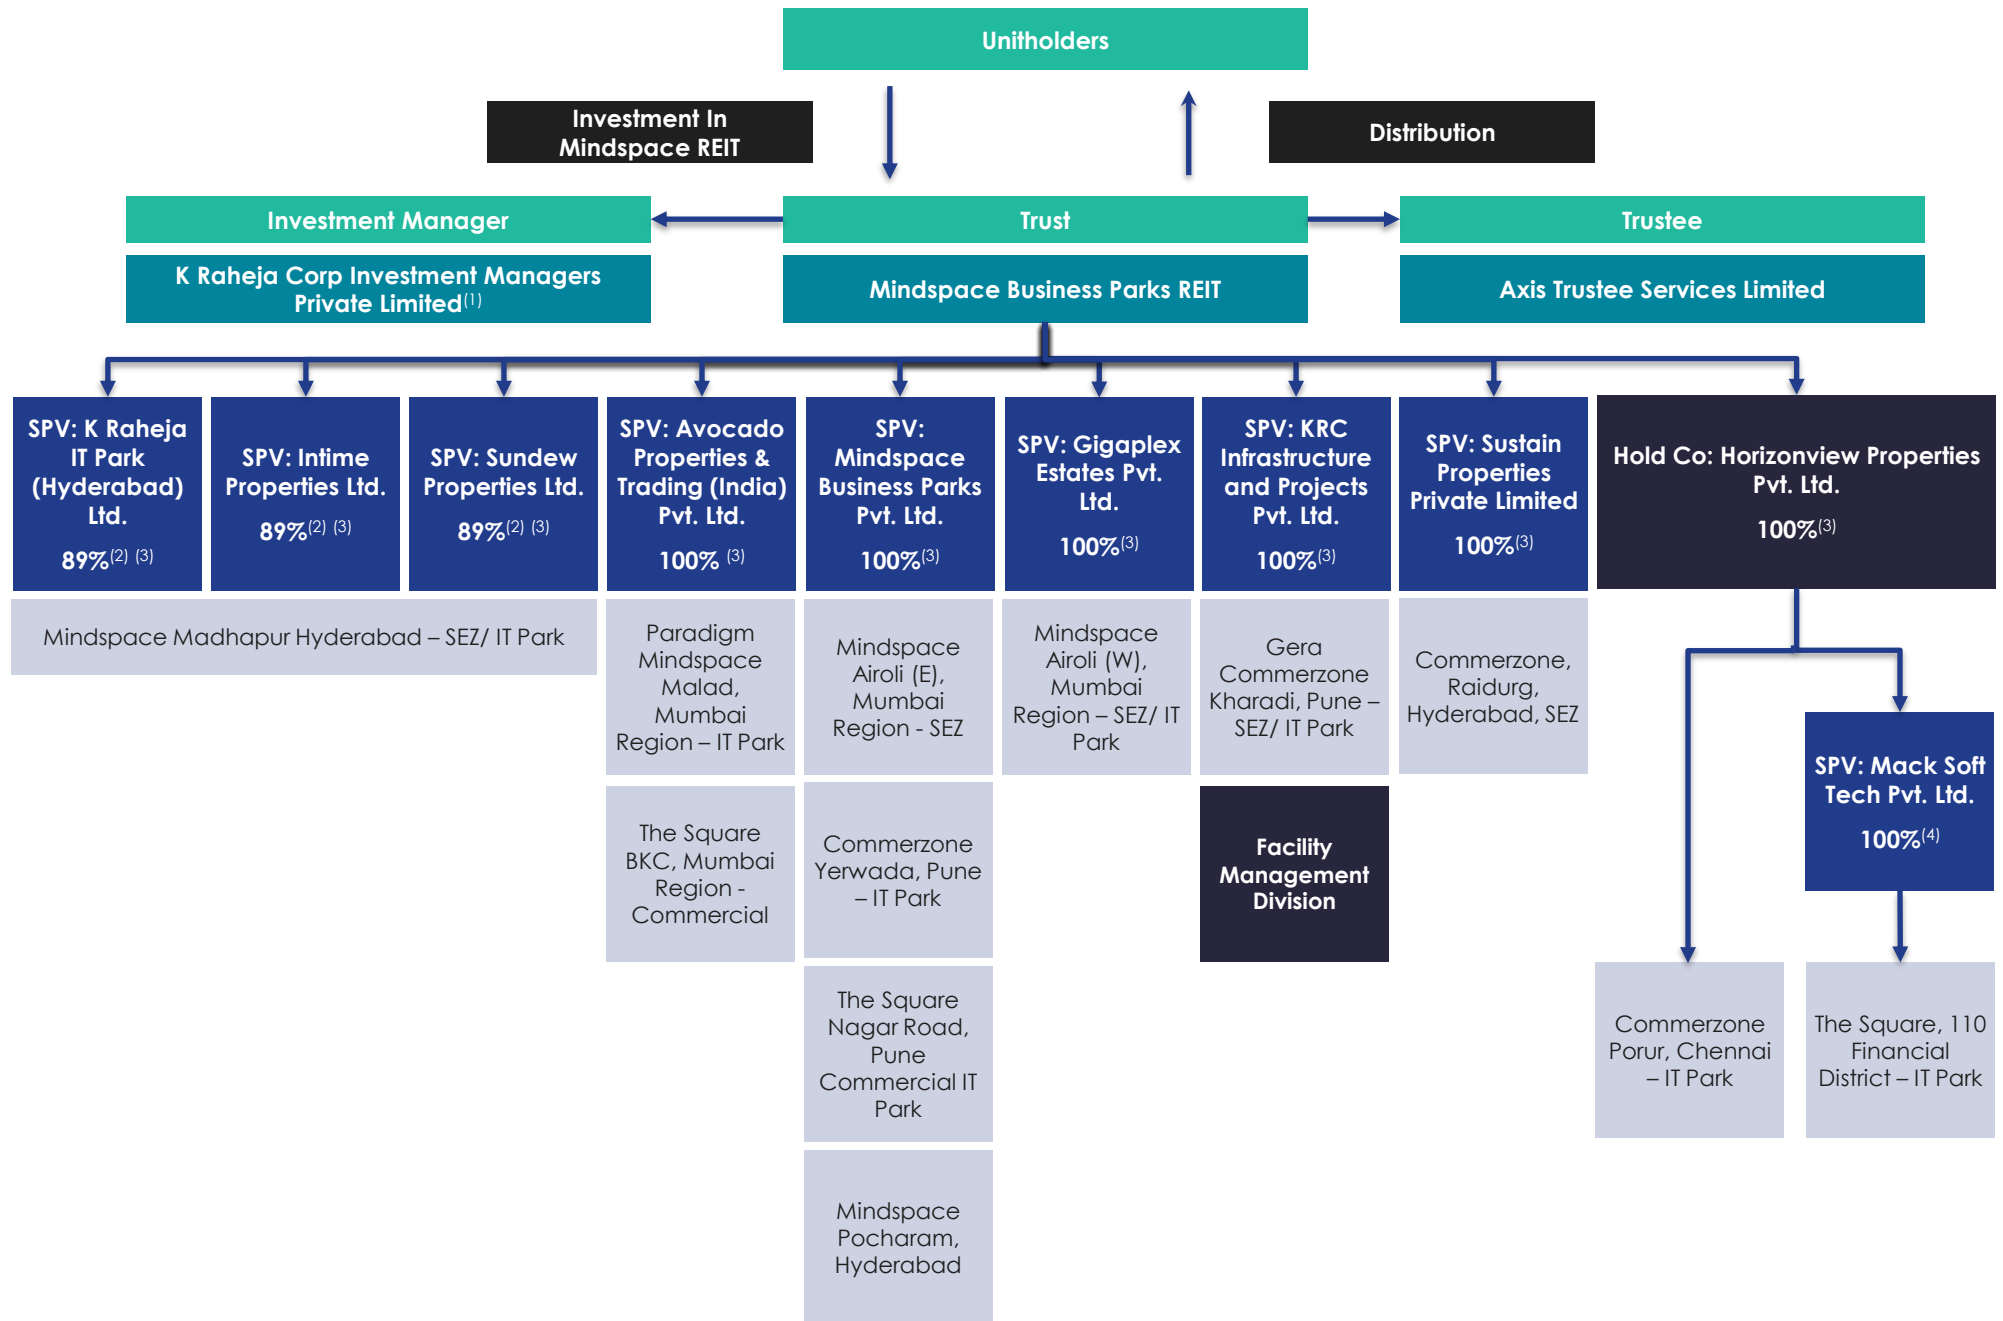 Unitholders
Investment In
Mindspace REIT
Distribution
Investment Manager
Trust
Trustee
K Raheja Corp Investment Managers
Private Limited(1)
Mindspace Business Parks REIT
Axis Trustee Services Limited
SPV: K Raheja
IT Park
(Hyderabad)
Ltd.
89%(2) (3)
SPV: Intime
Properties Ltd.
89%(2) (3)
SPV: Sundew
Properties Ltd.
89%(2) (3)
SPV: Avocado
Properties &
Trading (India)
Pvt. Ltd.
100% (3)
SPV:
Mindspace
Business Parks
Pvt. Ltd.
100%(3)
SPV: Gigaplex
Estates Pvt.
Ltd.
100%(3)
SPV: KRC
Infrastructure
and Projects
Pvt. Ltd.
100%(3)
SPV: Sustain
Properties
Private Limited
100%(3)
Hold Co: Horizonview Properties
Pvt. Ltd.
100%(3)
Mindspace Madhapur Hyderabad – SEZ/ IT Park
Paradigm
Mindspace
Malad,
Mumbai
Region – IT Park
Mindspace
Airoli (E),
Mumbai
Region - SEZ
Mindspace
Airoli (W),
Mumbai
Region – SEZ/ IT
Park
Gera
Commerzone
Kharadi, Pune –
SEZ/ IT Park
Commerzone,
Raidurg,
Hyderabad, SEZ
SPV: Mack Soft
Tech Pvt. Ltd.
100%(4)
The Square
BKC, Mumbai
Region -
Commercial
Commerzone
Yerwada, Pune
– IT Park
Facility
Management
Division
The Square
Nagar Road,
Pune
Commercial IT
Park
Commerzone
Porur, Chennai
– IT Park
The Square, 110
Financial
District – IT Park
Mindspace
Pocharam,
Hyderabad